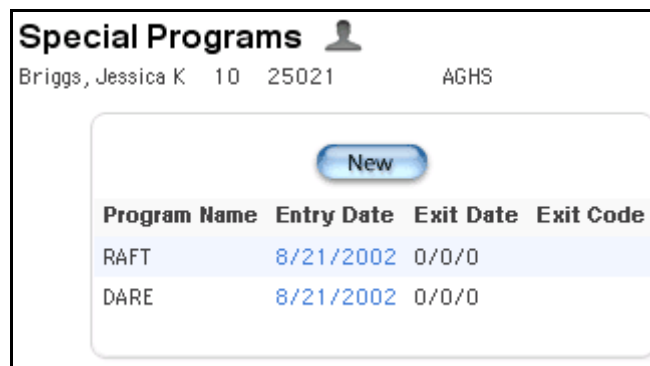 Special Programs
Briggs, Jessica K 10 25021 AGHS
New
Program Name Entry Date Exit Date Exit Code
RAFT 8/21/2002 0/0/0
DARE 8/21/2002 0/0/0